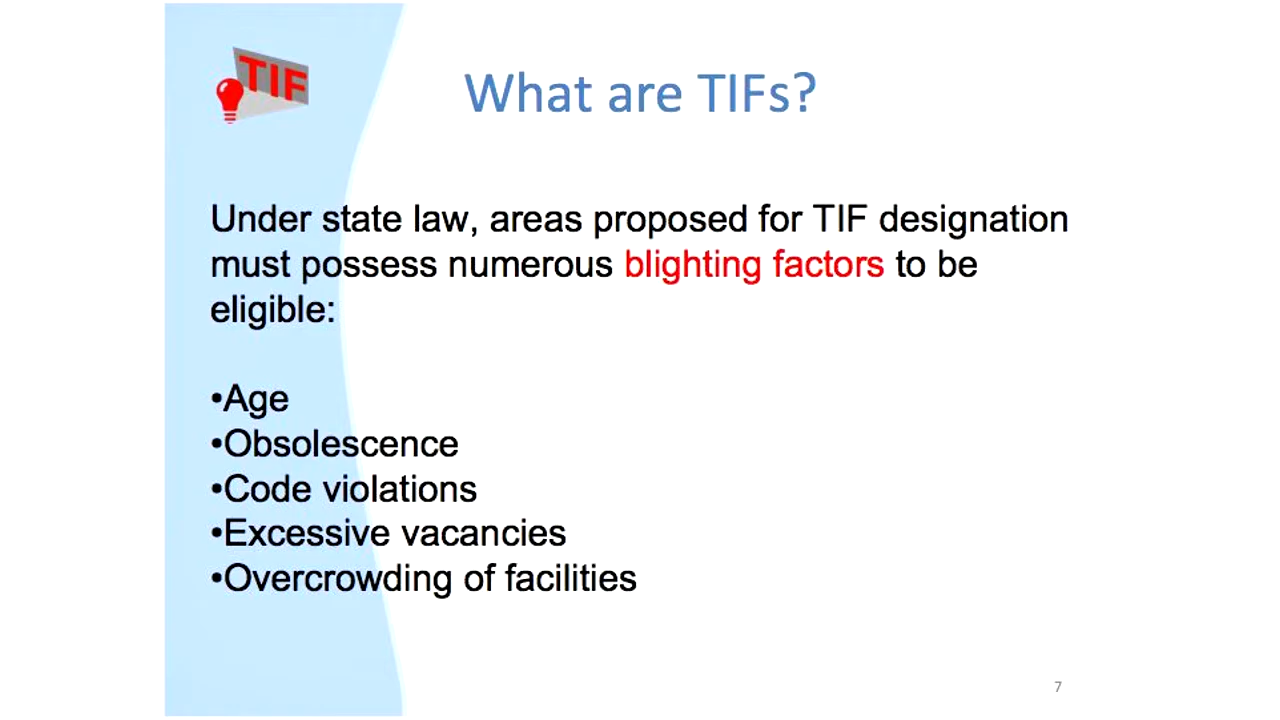 TIF
What are TIFs?
Under state law, areas proposed for TIF designation
must possess numerous blighting factors to be
eligible:
•Age
•Obsolescence
•Code violations
•Excessive vacancies
•Overcrowding of facilities
7